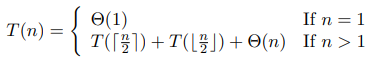 T(n) = { Θ(1) If n = 1
T(⌈n/2⌉) + T(⌊n/2⌋) + Θ(n) If n > 1